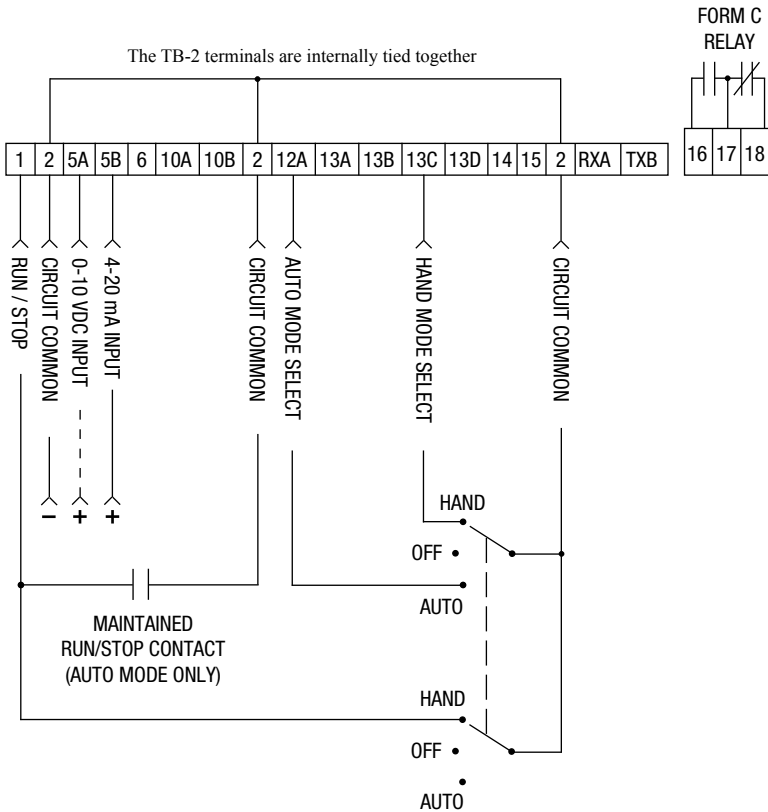 FORM C
RELAY
The TB-2 terminals are internally tied together
1 2 5A 5B 6 10A 10B 2 12A 13A 13B 13C 13D 14 15 2 RXA TXB
16 17 18
RUN / STOP
CIRCUIT COMMON
0-10 VDC INPUT
4-20 mA INPUT
CIRCUIT COMMON
AUTO MODE SELECT
HAND MODE SELECT
CIRCUIT COMMON
– + +
HAND
OFF
AUTO
MAINTAINED
RUN/STOP CONTACT
(AUTO MODE ONLY)
HAND
OFF
AUTO